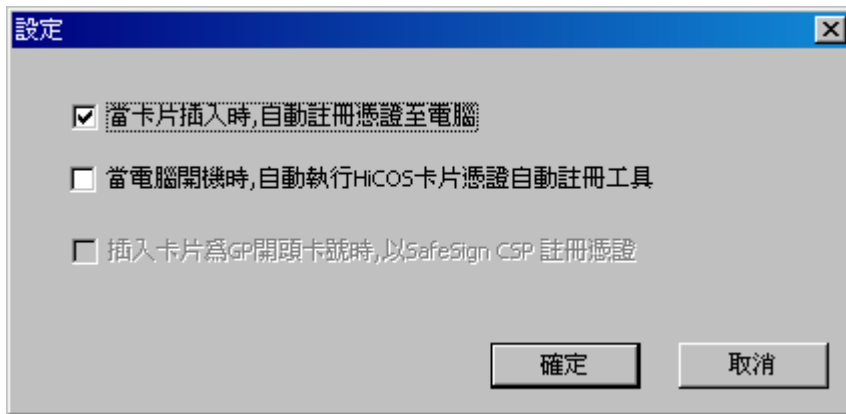 設定
當卡片插入時,自動註冊憑證至電腦
當電腦開機時,自動執行HiCOS卡片憑證自動註冊工具
插入卡片為GP開頭卡號時,以SafeSign CSP 註冊憑證
確定
取消